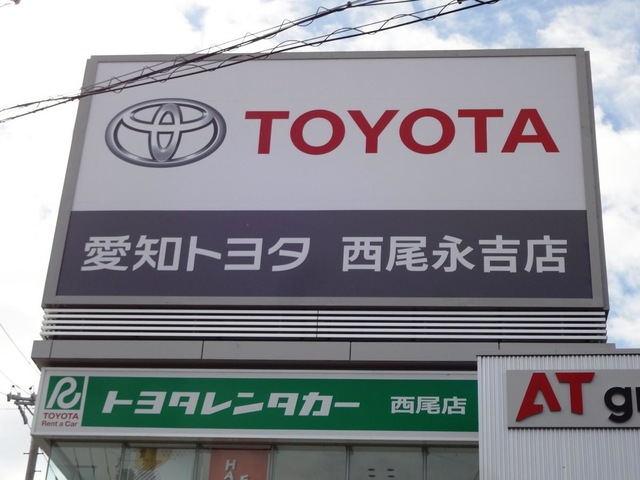 TOYOTA
愛知トヨタ 西尾永吉店
R
TOYOTA
Rent a Car
トヨタレンタカー 西尾店
AT gr